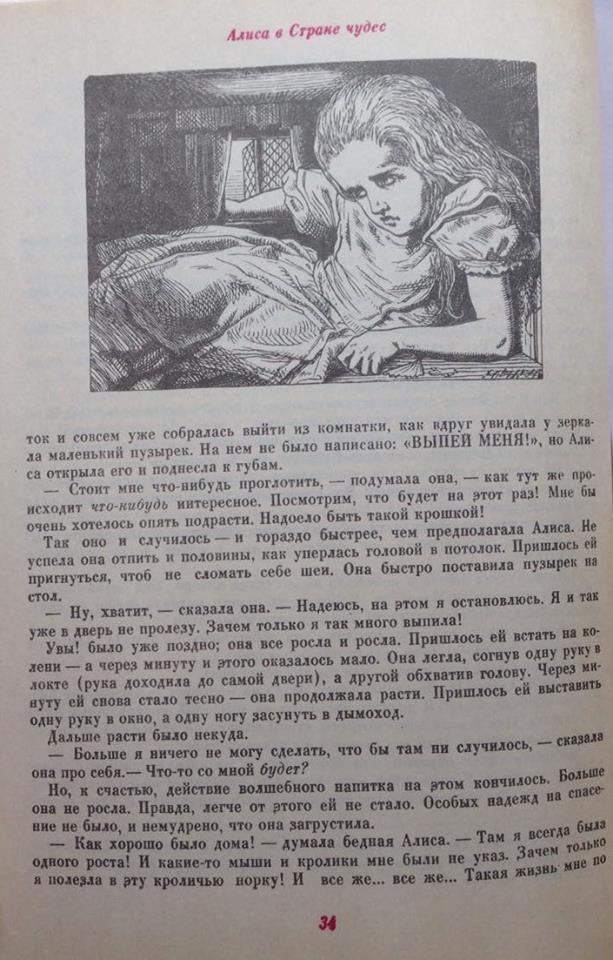 Алиса в Стране чудес
ток и совсем уже собралась выйти из комнатки, как вдруг увидала у зерка-
ла маленький пузырек. На нем не было написано: «ВЫПЕЙ МЕНЯ!», но Али-
са открыла его и поднесла к губам.
— Стоит мне что-нибудь проглотить, — подумала она, — как тут же про-
исходит что-нибудь интересное. Посмотрим, что будет на этот раз! Мне бы
очень хотелось опять подрасти. Надоело быть такой крошкой!
Так оно и случилось — и гораздо быстрее, чем предполагала Алиса. Не
успела она отпить и половины, как уперлась головой в потолок. Пришлось ей
пригнуться, чтоб не сломать себе шеи. Она быстро поставила пузырек на
стол.
— Ну, хватит, — сказала она. — Надеюсь, на этом я остановлюсь. Я и так
уже в дверь не пролезу. Зачем только я так много выпила!
Увы! было уже поздно; она все росла и росла. Пришлось ей встать на ко-
лени — а через минуту и этого оказалось мало. Она легла, согнув одну руку в
локте (рука доходила до самой двери), а другой обхватив голову. Через ми-
нуту ей снова стало тесно — она продолжала расти. Пришлось ей выставить
одну руку в окно, а одну ногу засунуть в дымоход.
Дальше расти было некуда.
— Больше я ничего не могу сделать, что бы там ни случилось, — сказала
она про себя.— Что-то со мной будет?
Но, к счастью, действие волшебного напитка на этом кончилось. Больше
она не росла. Правда, легче от этого ей не стало. Особых надежд на спасе-
ние не было, и немудрено, что она загрустила.
— Как хорошо было дома! — думала бедная Алиса. — Там я всегда была
одного роста! И какие-то мыши и кролики мне были не указ. Зачем только
я полезла в эту кроличью норку! И все же... все же... Такая жизнь мне по
34